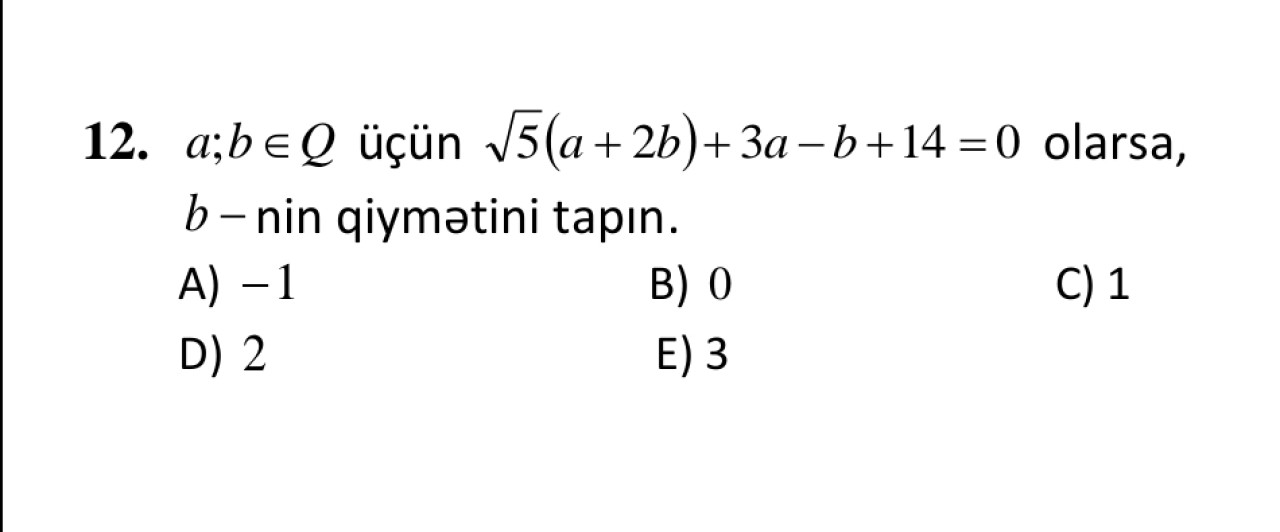 12. a;b∈Q üçün √5(a+2b)+3a−b+14=0 olarsa,
b–nin qiymətini tapın.
A) −1 B) 0 C) 1
D) 2 E) 3